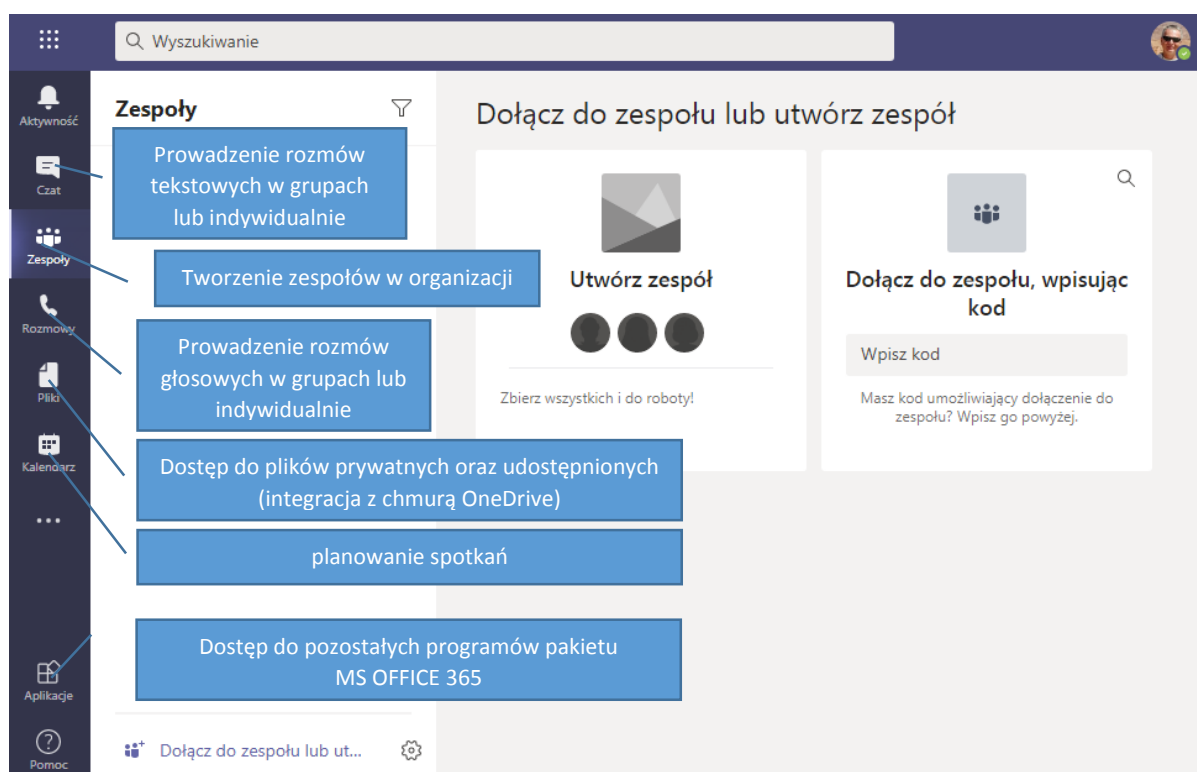 Wyszukiwanie
Aktywność
Czat
Zespoły
Rozmowy
Pliki
Kalendarz
Aplikacje
Pomoc
Zespoły
Prowadzenie rozmów
tekstowych w grupach
lub indywidualnie
Tworzenie zespołów w organizacji
Prowadzenie rozmów
głosowych w grupach lub
indywidualnie
Dostęp do plików prywatnych oraz udostępnionych
(integracja z chmurą OneDrive)
planowanie spotkań
Dostęp do pozostałych programów pakietu
MS OFFICE 365
Dołącz do zespołu lub ut...
Dołącz do zespołu lub utwórz zespół
Utwórz zespół
Zbierz wszystkich i do roboty!
Dołącz do zespołu, wpisując
kod
Wpisz kod
Masz kod umożliwiający dołączenie do
zespołu? Wpisz go powyżej.